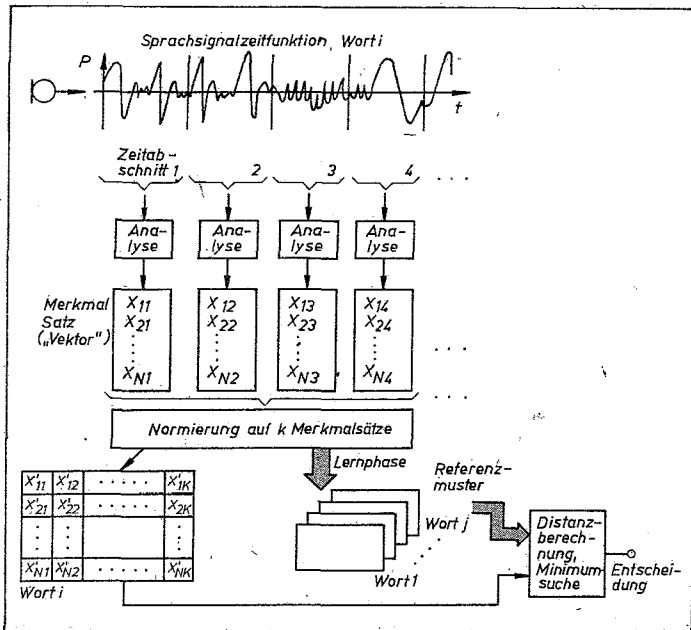 Sprachsignalzeitfunktion, Wort i
P
t
Zeitab-
schnitt 1 2 3 4 . . .
Ana-
lyse
Ana-
lyse
Ana-
lyse
Ana-
lyse
Merkmal
Satz
("Vektor")
X11
X21
XN1
X12
X22
XN2
X13
X23
XN3
X14
X24
XN4
Normierung auf k Merkmalsätze
Lernphase
X'11 X'12 . . . . . X'1K
X'21 X'22 . . . . . X2K
X'N1 X'N2 . . . . . X'NK
Wort i
Referenz-
muster
Wort j
Wort 1
Distanz-
berech-
nung,
Minimum-
suche
Entschei-
dung